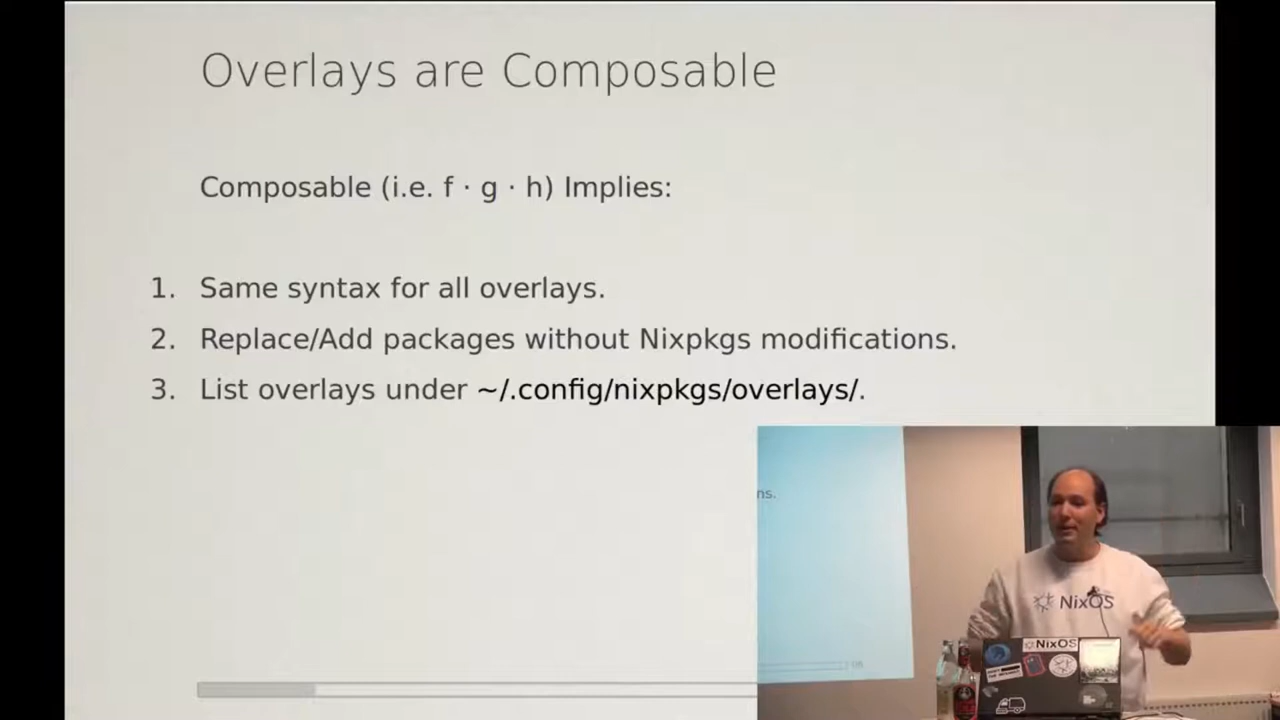 Overlays are Composable
Composable (i.e. f · g · h) Implies:
1. Same syntax for all overlays.
2. Replace/Add packages without Nixpkgs modifications.
3. List overlays under ~/.config/nixpkgs/overlays/.
ns.
NixOS
NixOS